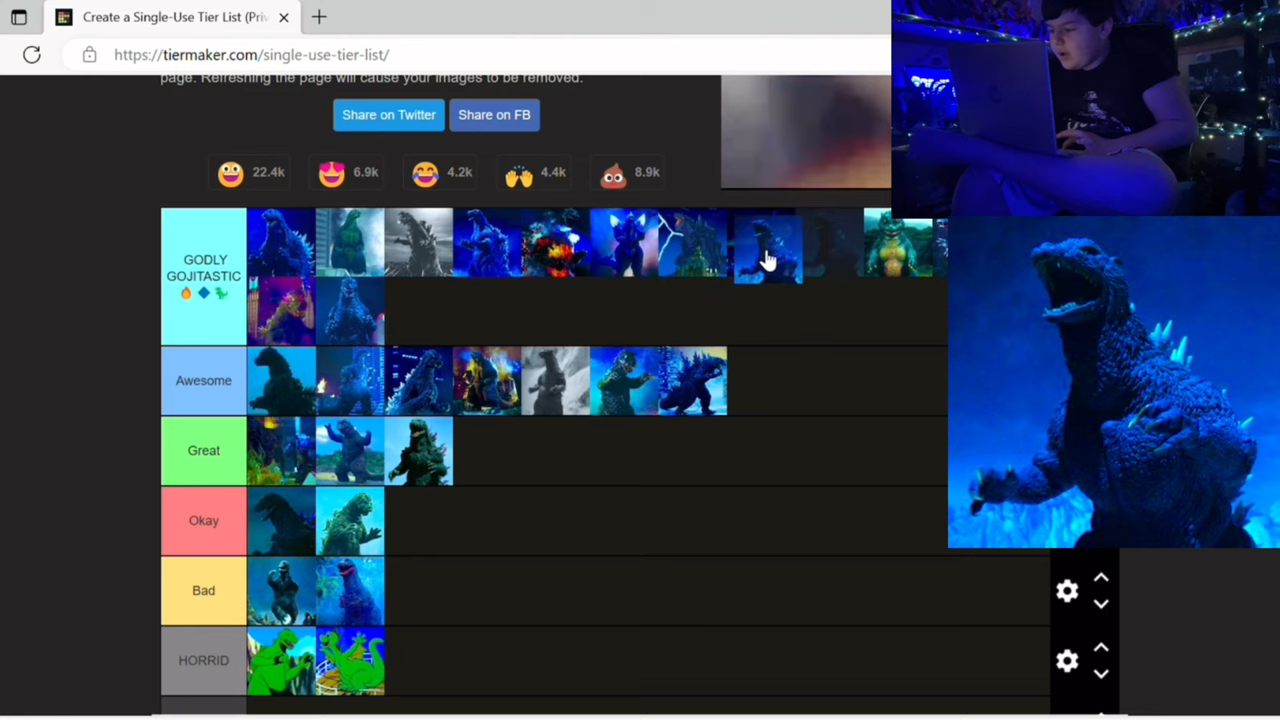 Create a Single-Use Tier List (Priv
https://tiermaker.com/single-use-tier-list/
page. Refreshing the page will cause your images to be removed.
Share on Twitter
Share on FB
22.4k
6.9k
4.2k
4.4k
8.9k
GODLY
GOJITASTIC
Awesome
Great
Okay
Bad
HORRID